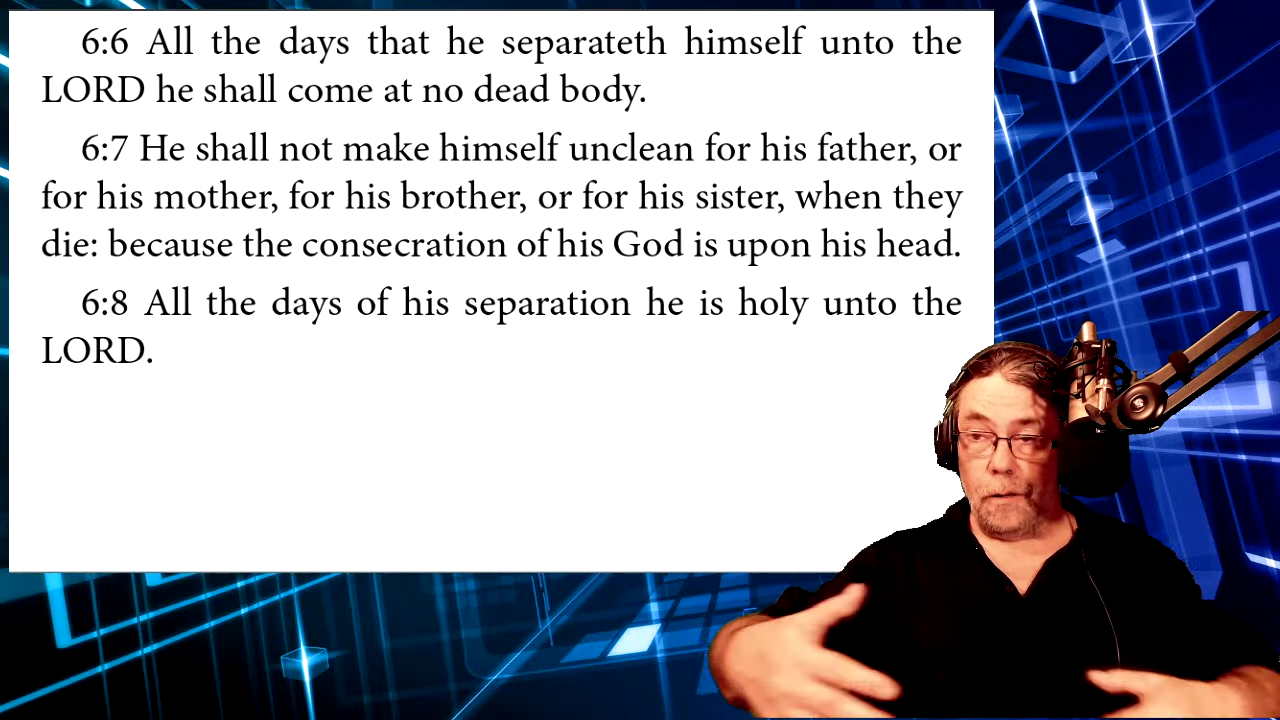 6:6 All the days that he separateth himself unto the
LORD he shall come at no dead body.
6:7 He shall not make himself unclean for his father, or
for his mother, for his brother, or for his sister, when they
die: because the consecration of his God is upon his head.
6:8 All the days of his separation he is holy unto the
LORD.